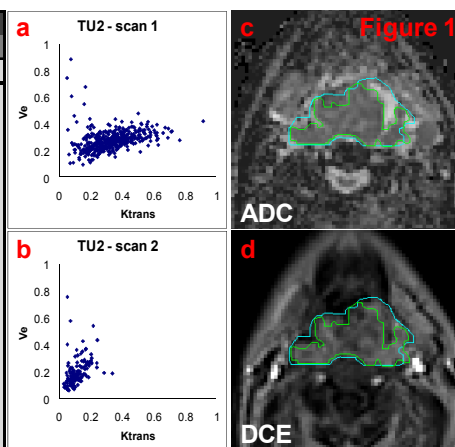 a
TU2 - scan 1
1
0.8
0.6
0.4
0.2
0
Ve
0 0.2 0.4 0.6 0.8 1
Ktrans
b
TU2 - scan 2
1
0.8
0.6
0.4
0.2
0
Ve
0 0.2 0.4 0.6 0.8 1
Ktrans
c
Figure 1
ADC
d
DCE